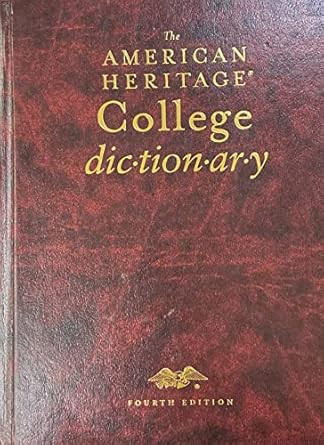 The
AMERICAN
HERITAGE®
College
dic·tion·ar·y
®
FOURTH EDITION